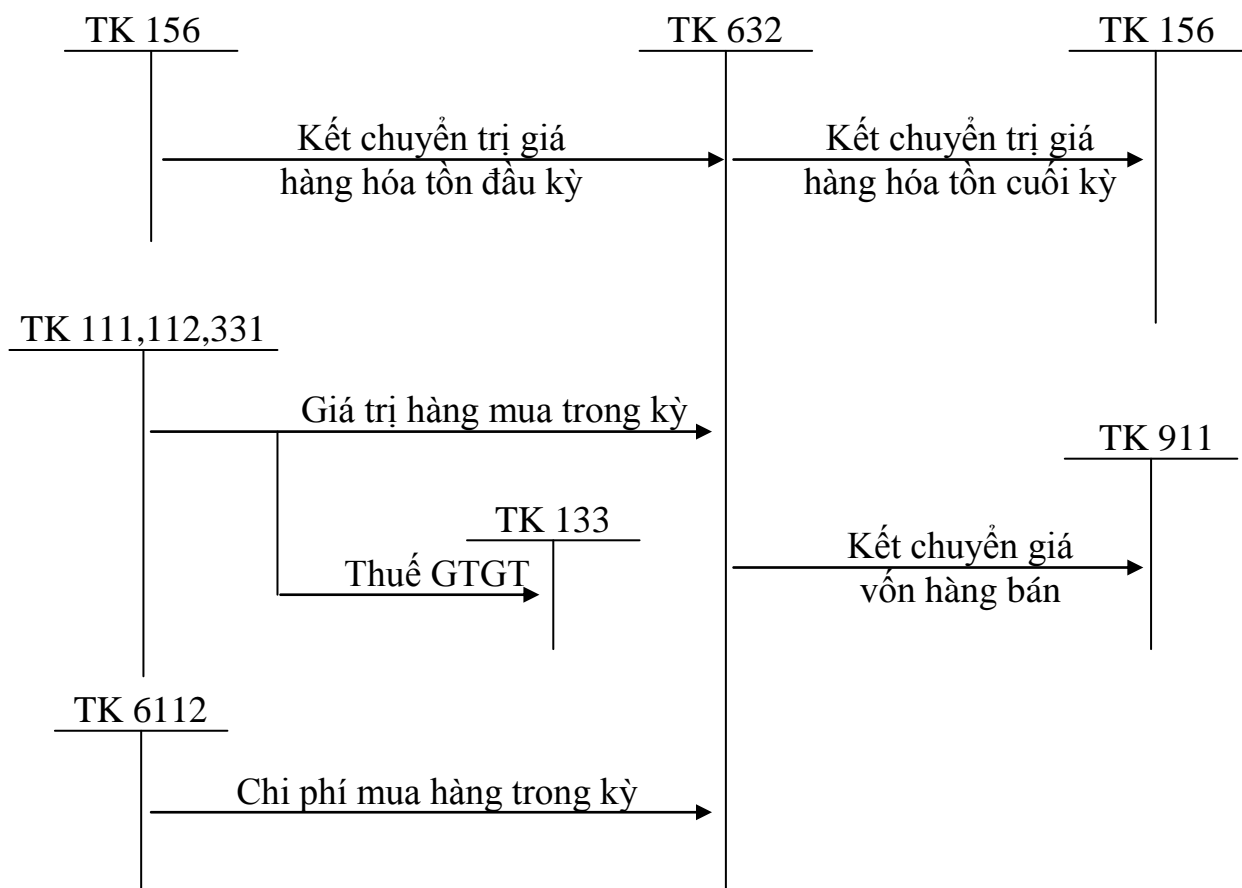 TK 156
TK 632
TK 156
Kết chuyển trị giá
hàng hóa tồn đầu kỳ
Kết chuyển trị giá
hàng hóa tồn cuối kỳ
TK 111,112,331
Giá trị hàng mua trong kỳ
TK 911
TK 133
Thuế GTGT
Kết chuyển giá
vốn hàng bán
TK 6112
Chi phí mua hàng trong kỳ